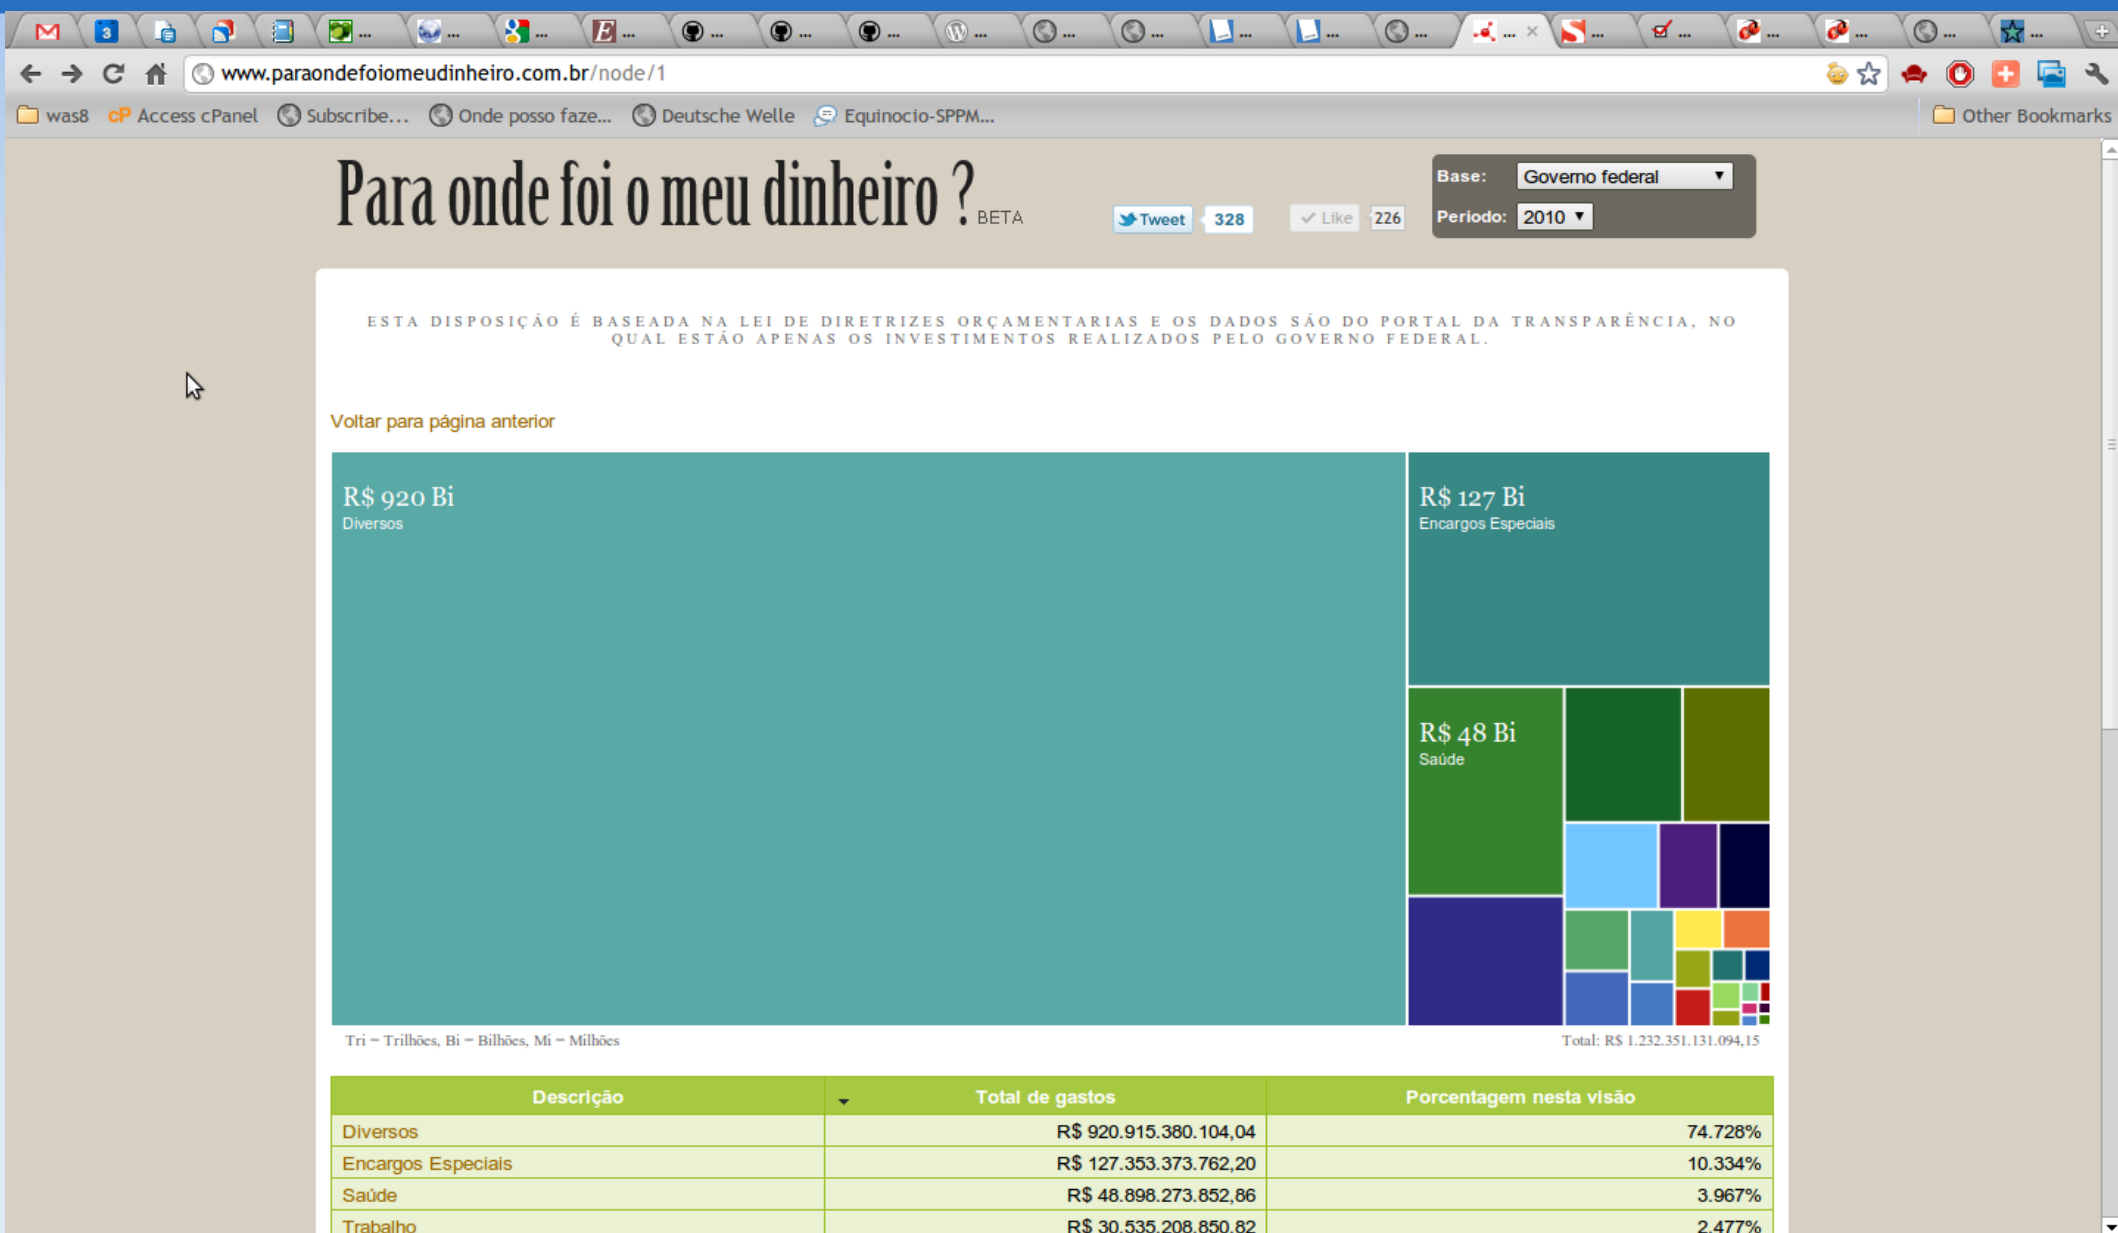 3
... ... ... E ... ... ... ... ... ... ... ... ... ... ... × S ... ... ... ... ... ...
www.paraondefoiomeudinheiro.com.br/node/1
was8 cP Access cPanel Subscribe... Onde posso faze... Deutsche Welle Equinocio-SPPM... Other Bookmarks
Para onde foi o meu dinheiro ? BETA
Tweet 328 Like 226
Base: Governo federal
Periodo: 2010
ESTA DISPOSIÇÃO É BASEADA NA LEI DE DIRETRIZES ORÇAMENTARIAS E OS DADOS SÃO DO PORTAL DA TRANSPARÊNCIA, NO
QUAL ESTÃO APENAS OS INVESTIMENTOS REALIZADOS PELO GOVERNO FEDERAL.
Voltar para página anterior
R$ 920 Bi
Diversos
R$ 127 Bi
Encargos Especiais
R$ 48 Bi
Saúde
Tri = Trilhões, Bi = Bilhões, Mi = Milhões
Total: R$ 1.232.351.131.094,15
Descrição Total de gastos Porcentagem nesta visão
Diversos R$ 920.915.380.104,04 74.728%
Encargos Especiais R$ 127.353.373.762,20 10.334%
Saúde R$ 48.898.273.852,86 3.967%
Trabalho R$ 30.535.208.850,82 2.477%